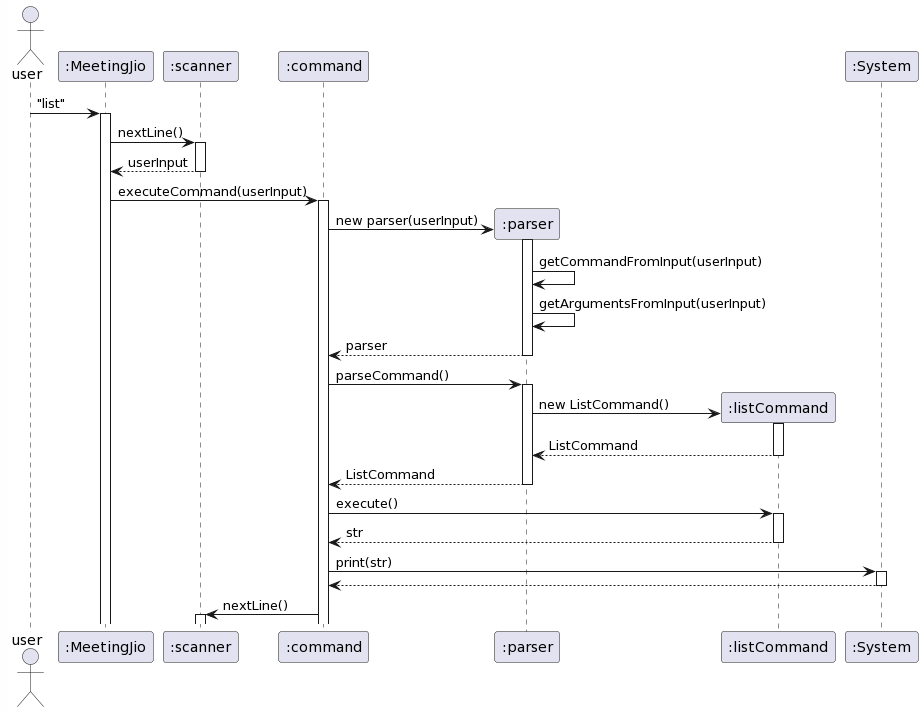 user
:MeetingJio
:scanner
:command
:System
"list"
nextLine()
userInput
executeCommand(userInput)
new parser(userInput)
:parser
getCommandFromInput(userInput)
getArgumentsFromInput(userInput)
parser
parseCommand()
new ListCommand()
:listCommand
ListCommand
ListCommand
execute()
str
print(str)
nextLine()
user
:MeetingJio
:scanner
:command
:parser
:listCommand
:System